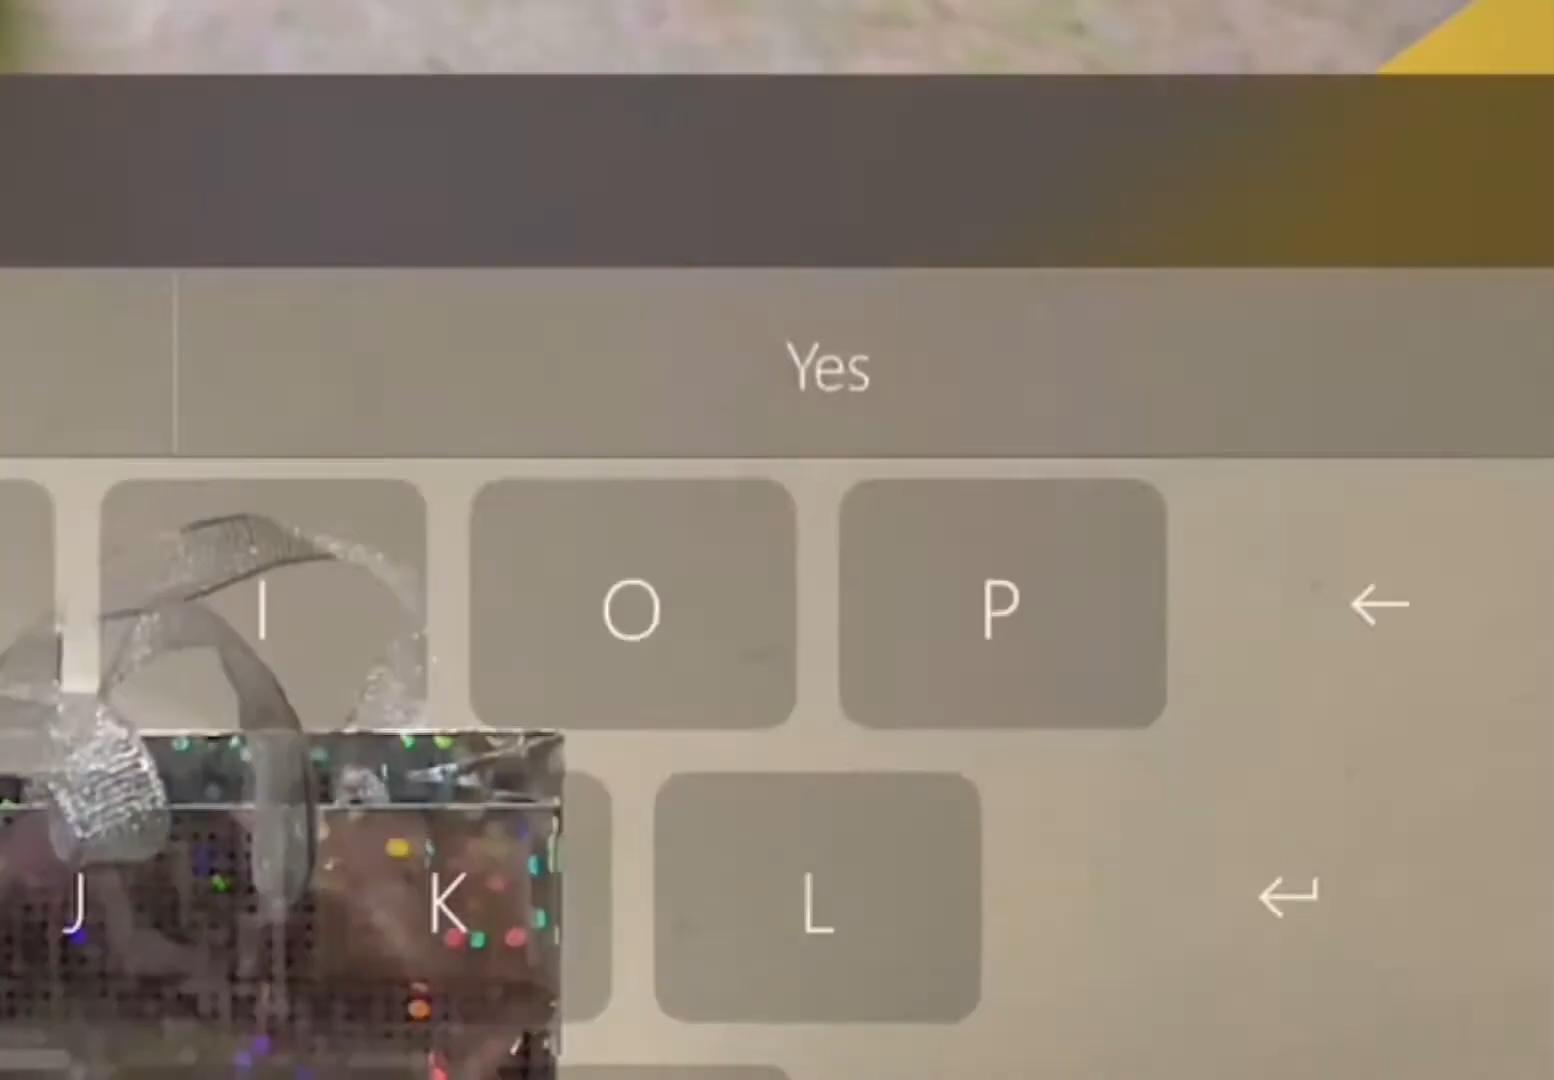 Yes
I O P ←
J K L ↵